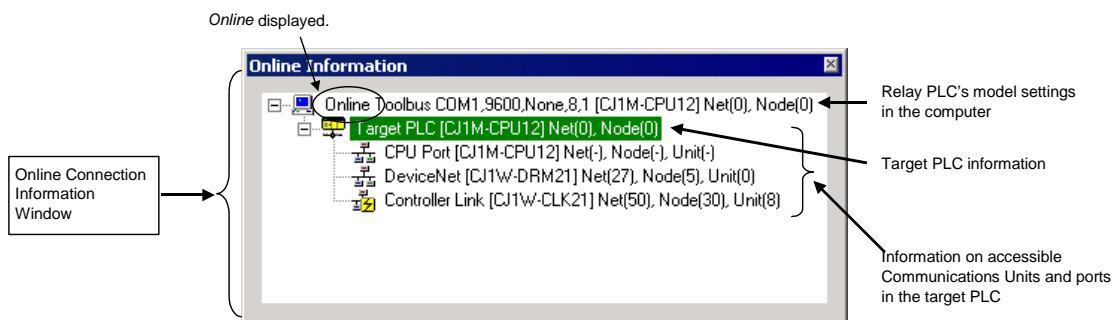 Online displayed.
Online Information
Online Toolbus COM1,9600,None,8,1 [CJ1M-CPU12] Net(0), Node(0)
Target PLC [CJ1M-CPU12] Net(0), Node(0)
CPU Port [CJ1M-CPU12] Net(-), Node(-), Unit(-)
DeviceNet [CJ1W-DRM21] Net(27), Node(5), Unit(0)
Controller Link [CJ1W-CLK21] Net(50), Node(30), Unit(8)
Online Connection
Information
Window
Relay PLC's model settings
in the computer
Target PLC information
Information on accessible
Communications Units and ports
in the target PLC